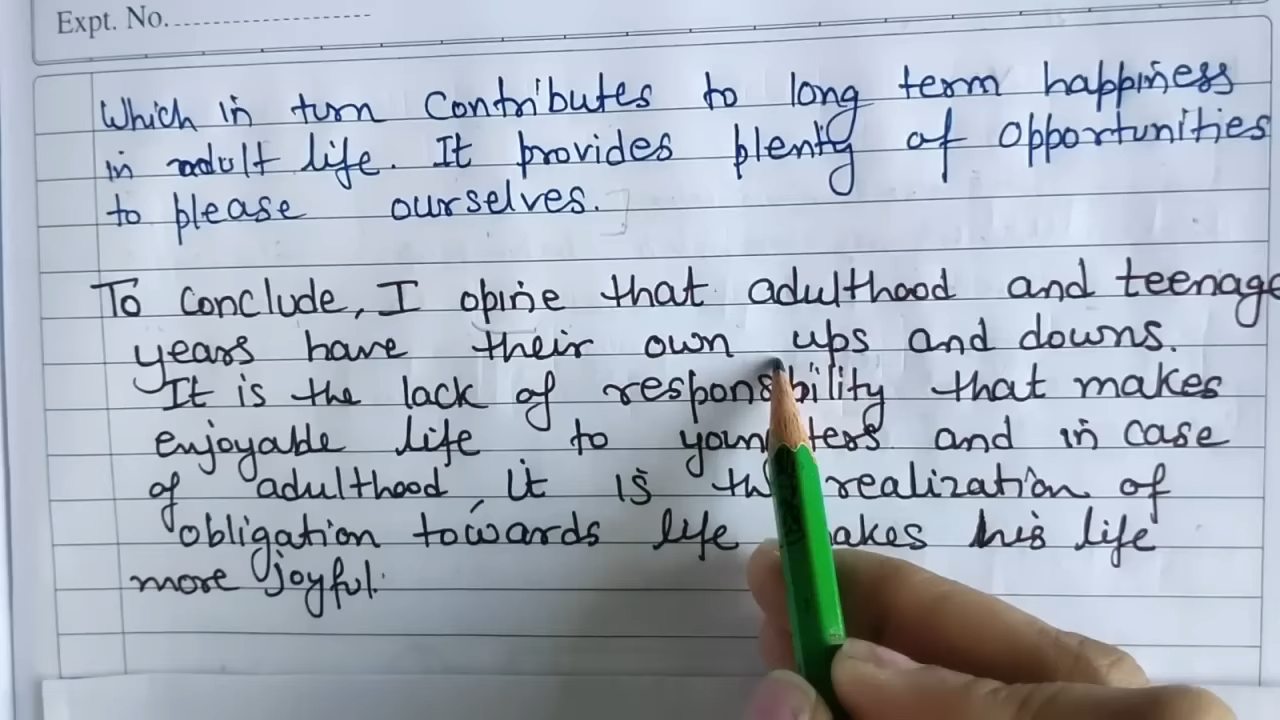 Expt. No.
Which in turn Contributes to long term happiness
in adult life. It provides plenty of opportunities
to please ourselves.
To Conclude, I opine that adulthood and teenage
years have their own ups and downs.
It is the lack of responsibility that makes
enjoyable life to and in case
of adulthood, it is realization of
obligation towards life his life
more joyful.